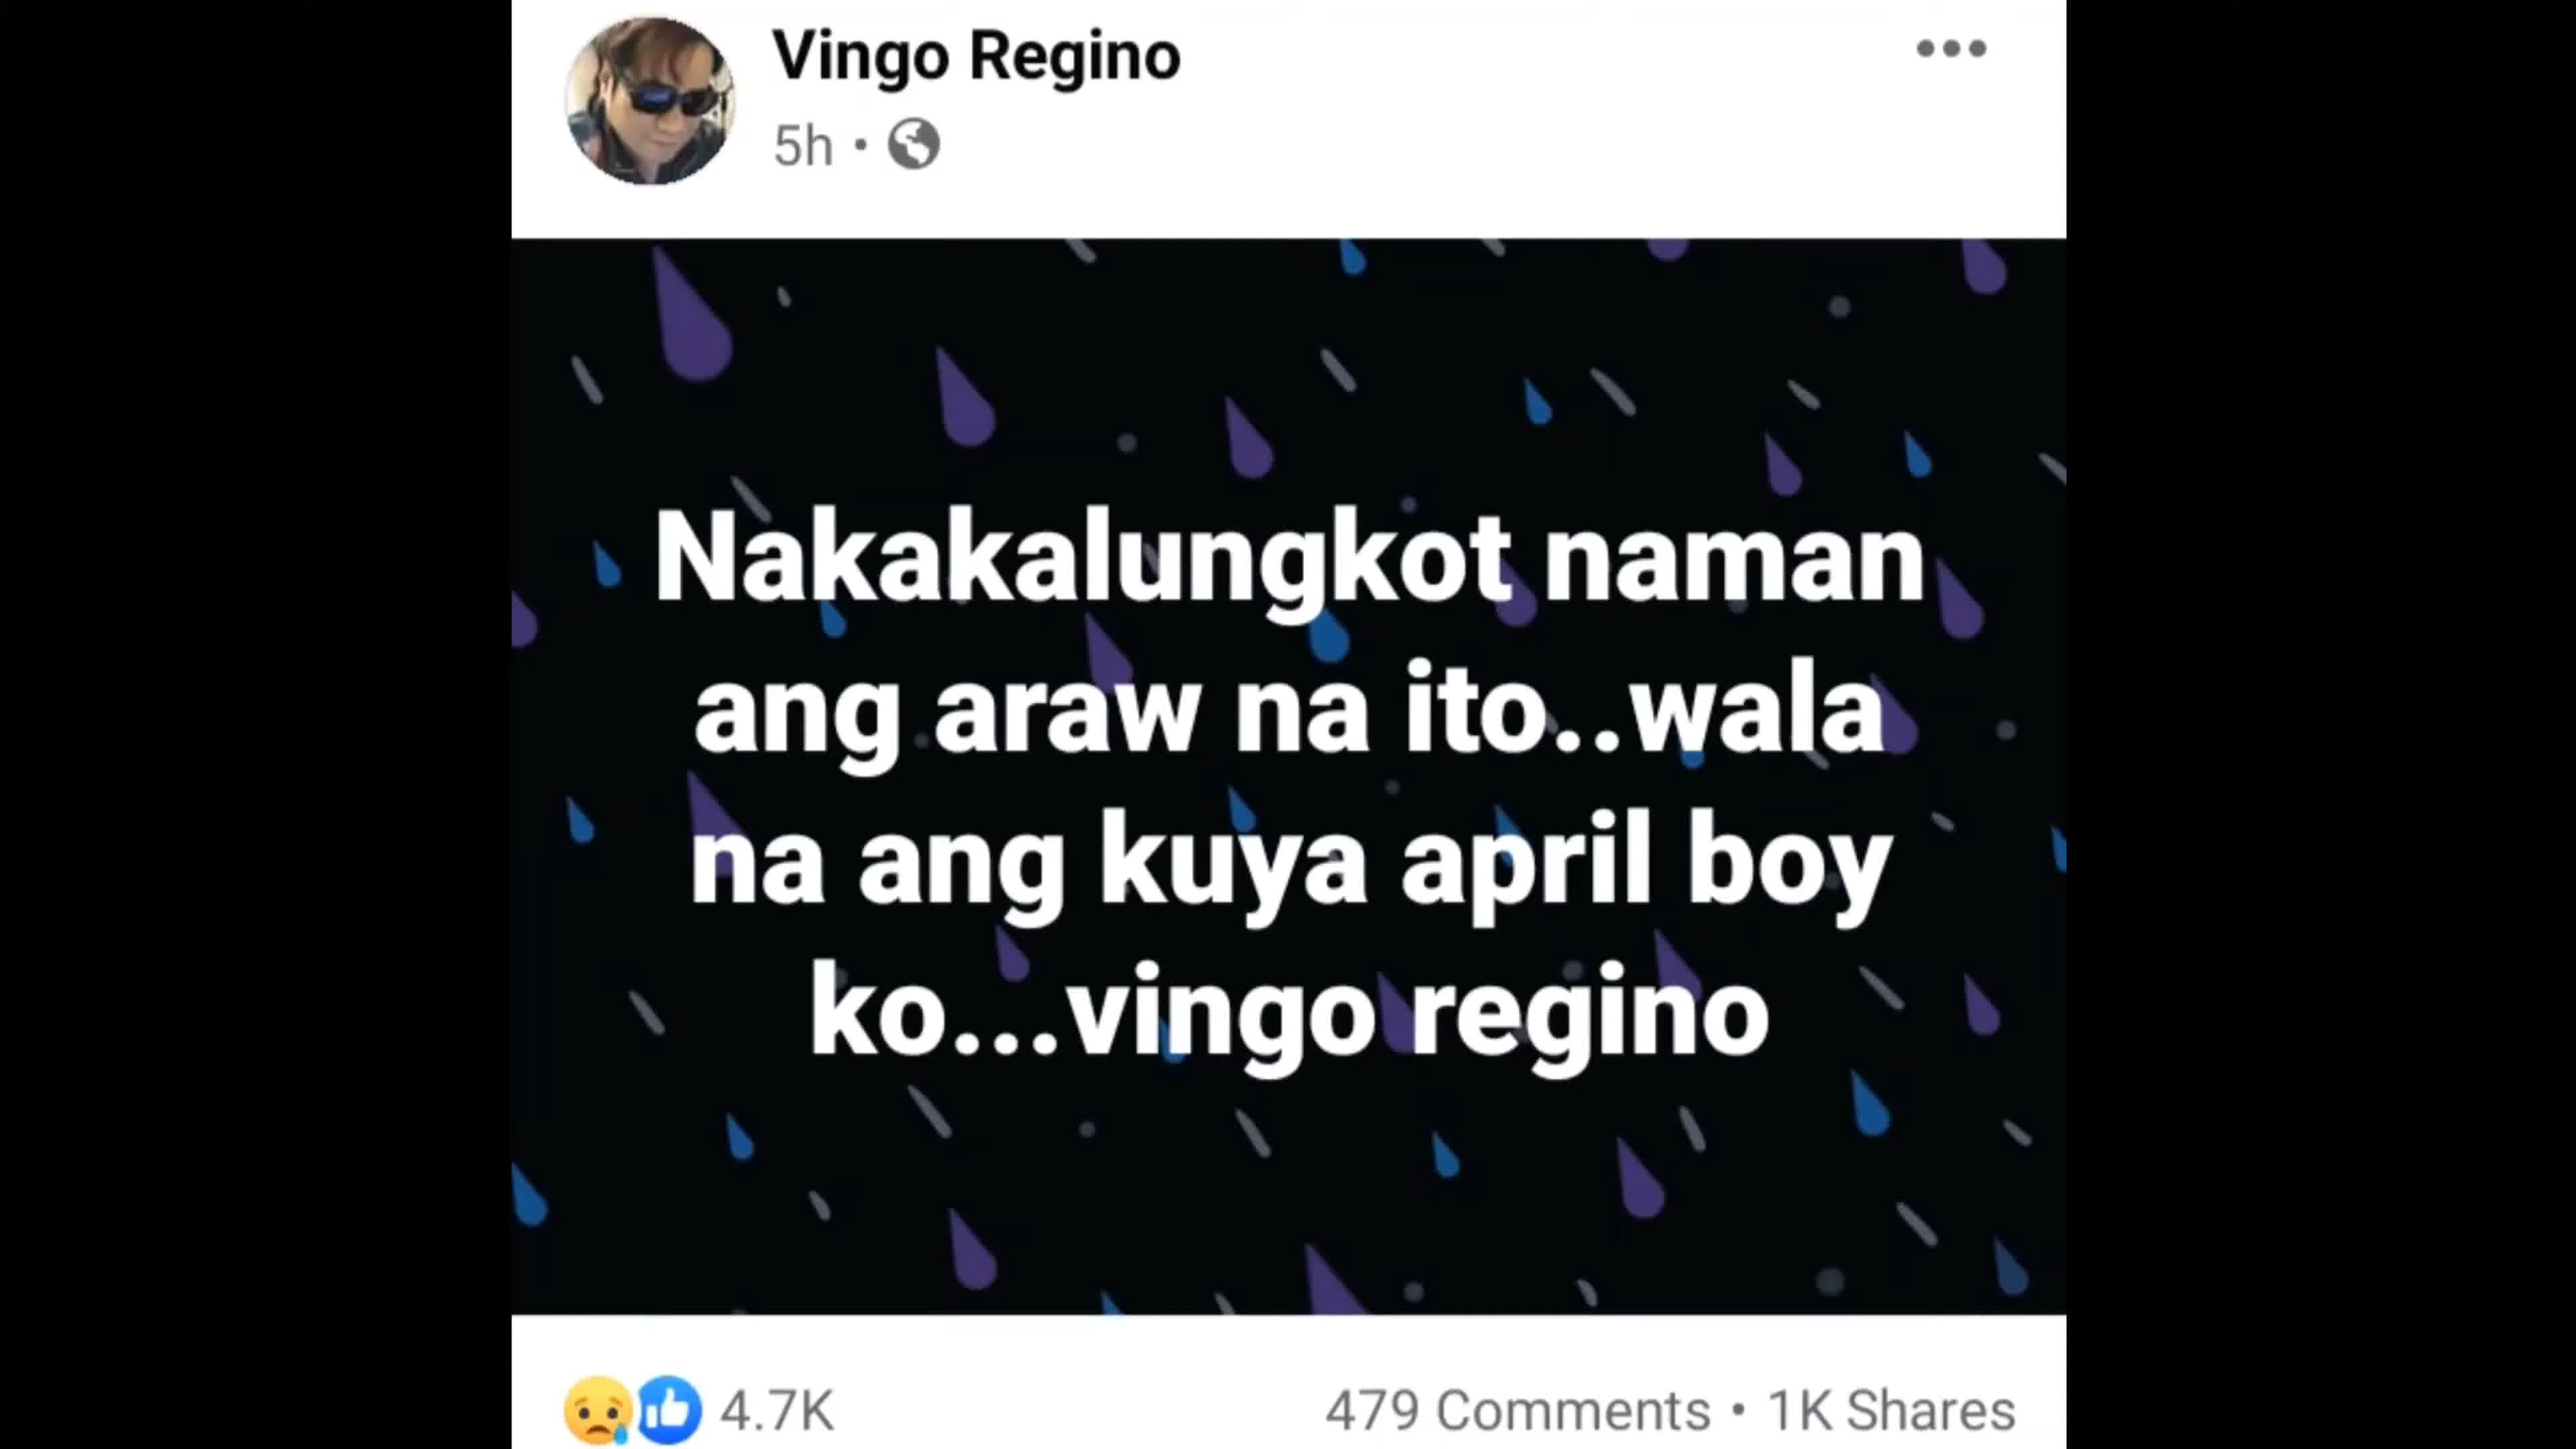 Vingo Regino
5h
Nakakalungkot naman
ang araw na ito..wala
na ang kuya april boy
ko...vingo regino
4.7K 479 Comments • 1K Shares